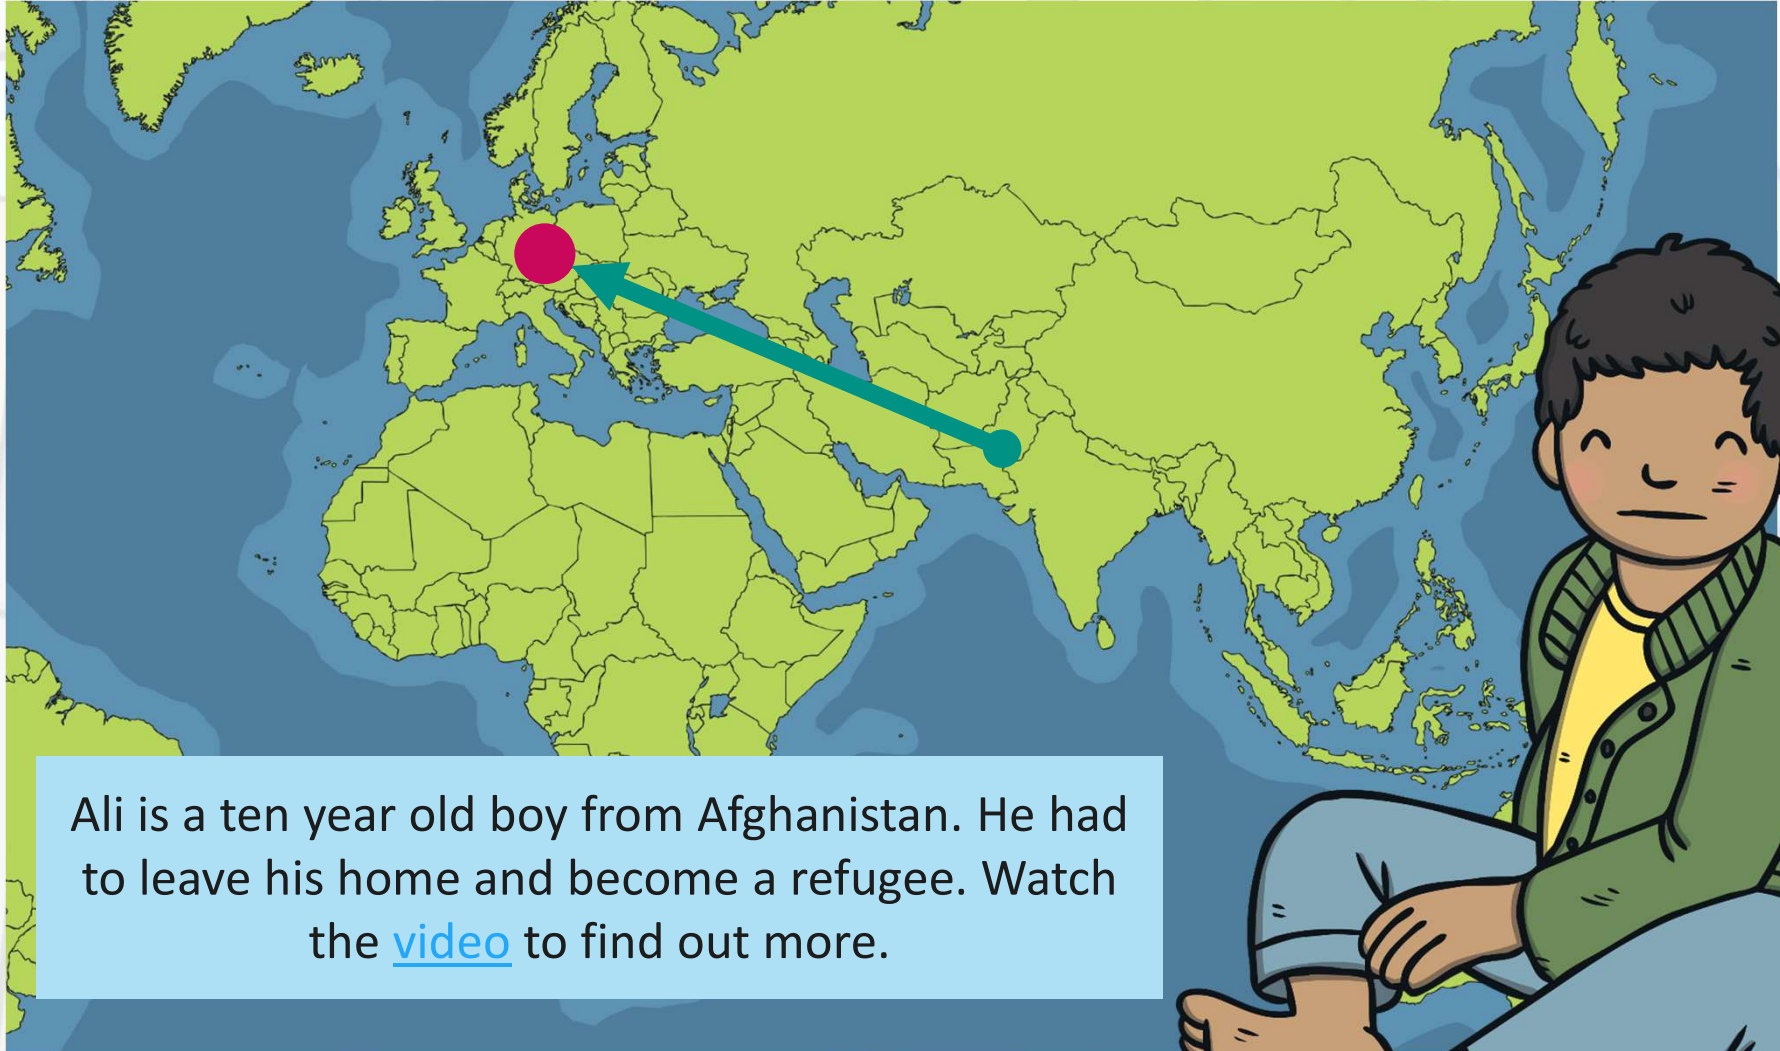 Ali is a ten year old boy from Afghanistan. He had
to leave his home and become a refugee. Watch
the video to find out more.